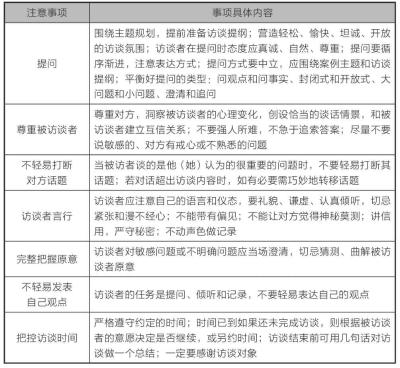 注意事项
事项具体内容
提问
围绕主题规划，提前准备访谈提纲；营造轻松、愉快、坦诚、开放
的访谈氛围；访谈者在提问时态度应真诚、自然、尊重；提问要循
序渐进，注意表达方式；提问方式要中立，应围绕案例主题和访谈
提纲；平衡好提问的类型：问观点和问事实、封闭式和开放式、大
问题和小问题、澄清和追问
尊重被访谈者
尊重对方，洞察被访谈者的心理变化，创设恰当的谈话情景，和被
访谈者建立互信关系；不要强人所难，不急于追索答案；尽量不要
说敏感的、对方有戒心或不熟悉的问题
不轻易打断
对方话题
当被访者谈的是他（她）认为的很重要的问题时，不要轻易打断其
话题；若对话超出访谈内容时，如有必要需巧妙地转移话题
访谈者言行
访谈者应注意自己的语言和仪态，要礼貌、谦虚、认真倾听，切忌
紧张和漫不经心；不能带有偏见；不能让对方觉得神秘莫测；讲信
用，严守秘密；不动声色做记录
完整把握原意
访谈者对敏感问题或不明确问题应当场澄清，切忌猜测、曲解被访
谈者原意
不轻易发表
自己观点
访谈者的任务是提问、倾听和记录，不要轻易表达自己的观点
把控访谈时间
严格遵守约定的时间；时间已到如果还未完成访谈，则根据被访谈
者的意愿决定是否继续，或另约时间；访谈结束前可用几句话对访
谈做一个总结；一定要感谢访谈对象